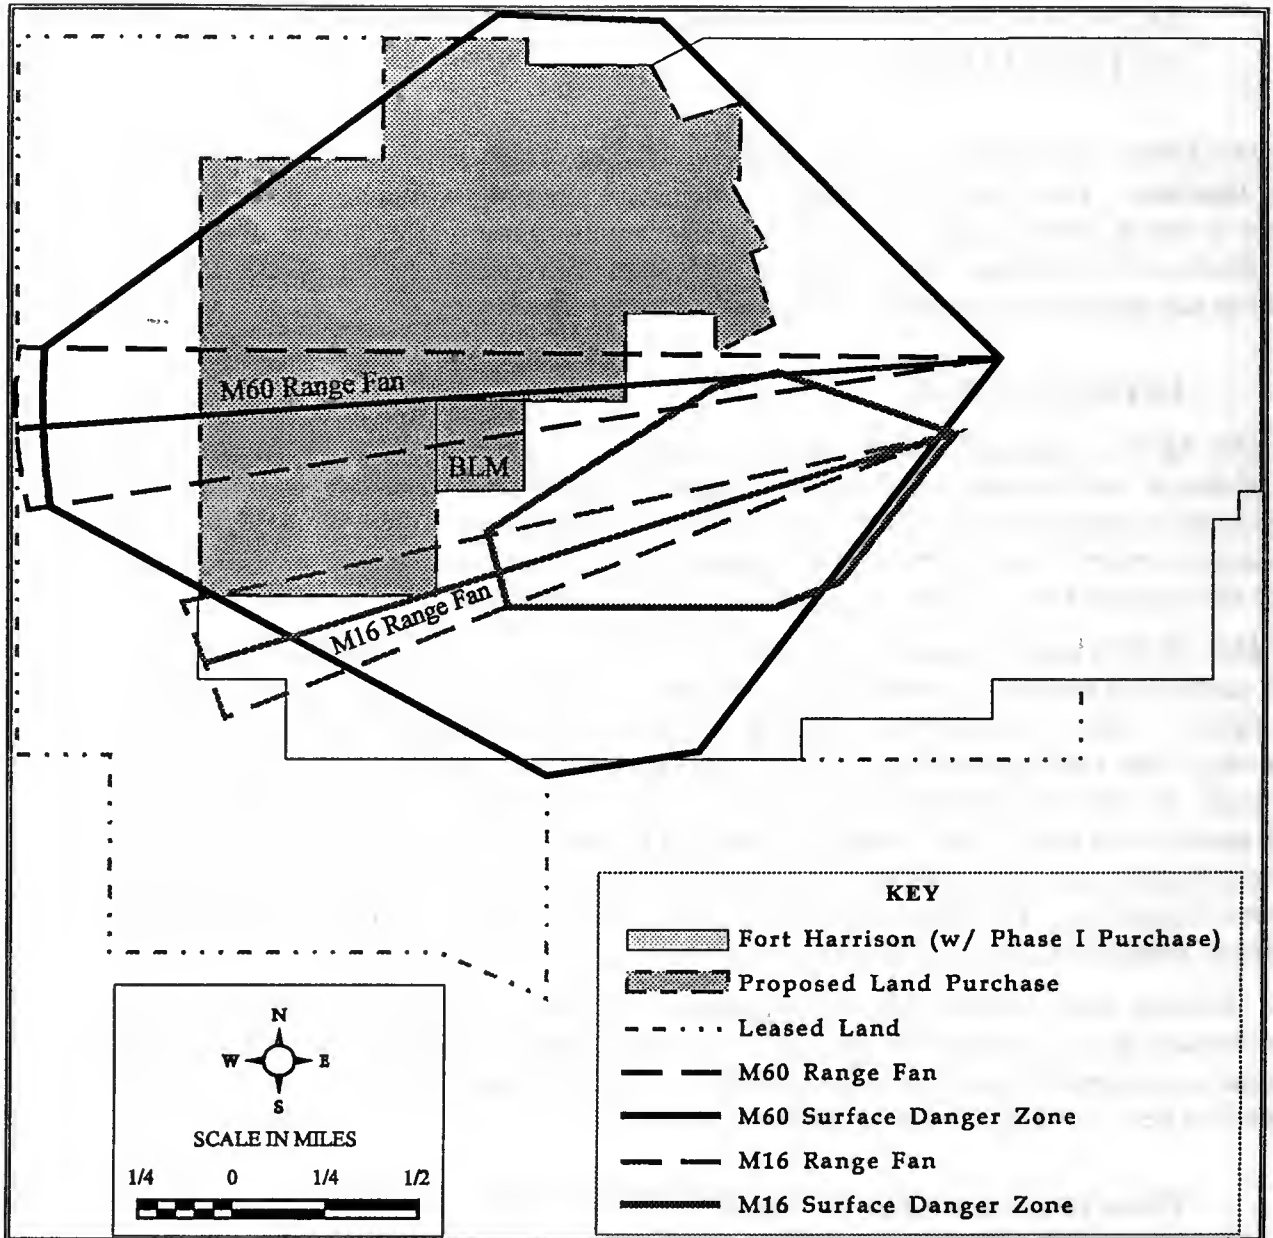 M60 Range Fan
BLM
M16 Range Fan
KEY
Fort Harrison (w/ Phase I Purchase)
Proposed Land Purchase
Leased Land
M60 Range Fan
M60 Surface Danger Zone
M16 Range Fan
M16 Surface Danger Zone
N
W E
S
SCALE IN MILES
1/4 0 1/4 1/2